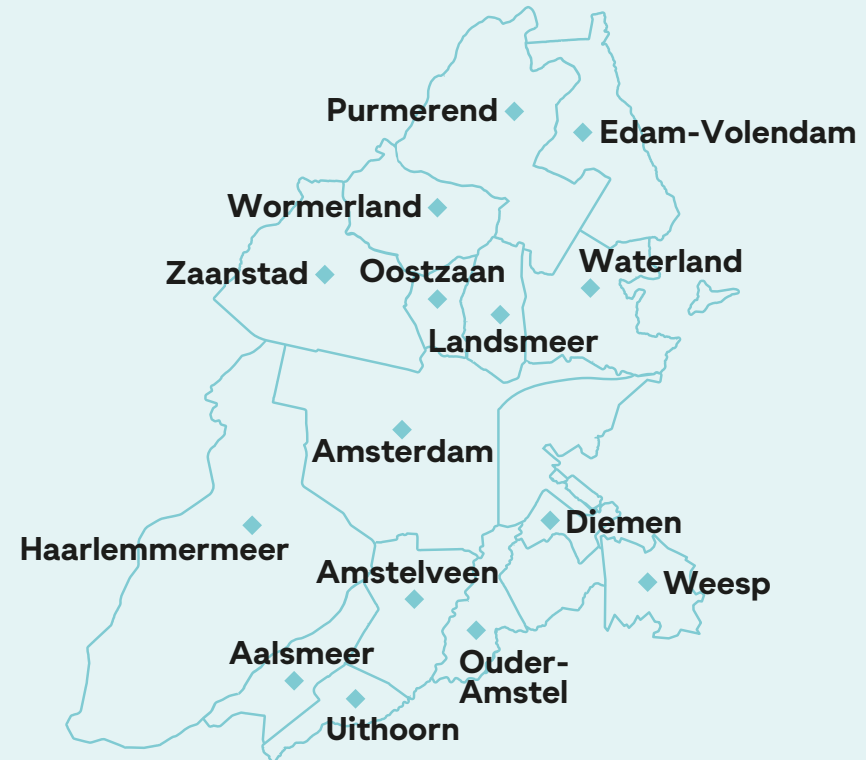 Purmerend
Edam-Volendam
Wormerland
Zaanstad
Oostzaan
Waterland
Landsmeer
Amsterdam
Diemen
Haarlemmermeer
Amstelveen
Weesp
Aalsmeer
Ouder-
Amstel
Uithoorn